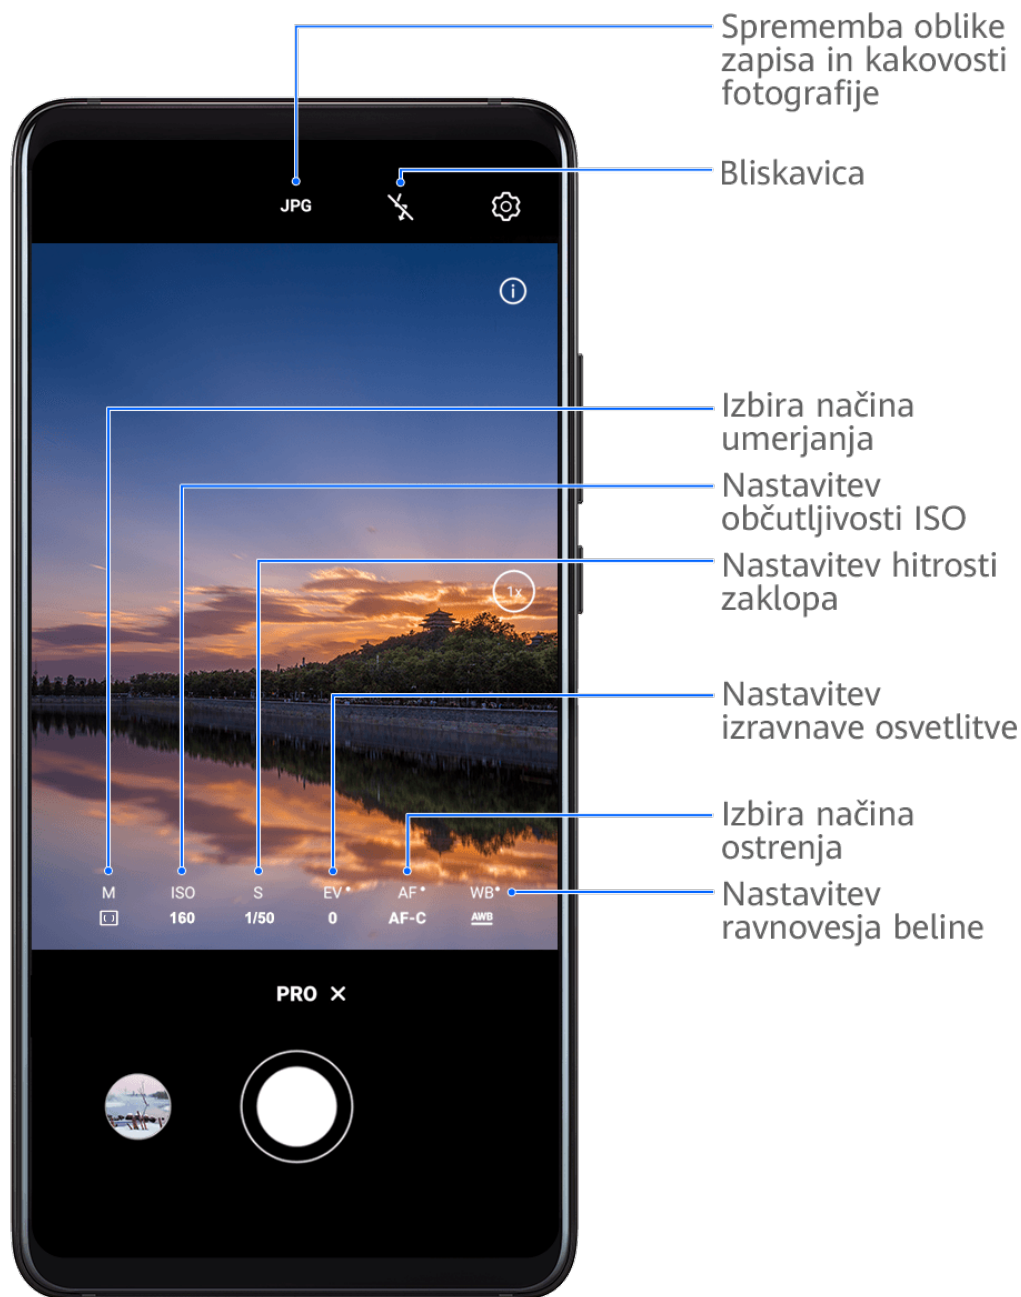 Sprememba oblike
zapisa in kakovosti
fotografije
Bliskavica
JPG
Izbira načina
umerjanja
Nastavitev
občutljivosti ISO
Nastavitev hitrosti
zaklopa
1x
Nastavitev
izravnave osvetlitve
Izbira načina
ostrenja
Nastavitev
ravnovesja beline
M ISO S EV AF WB
160 1/50 0 AF-C AWB
PRO